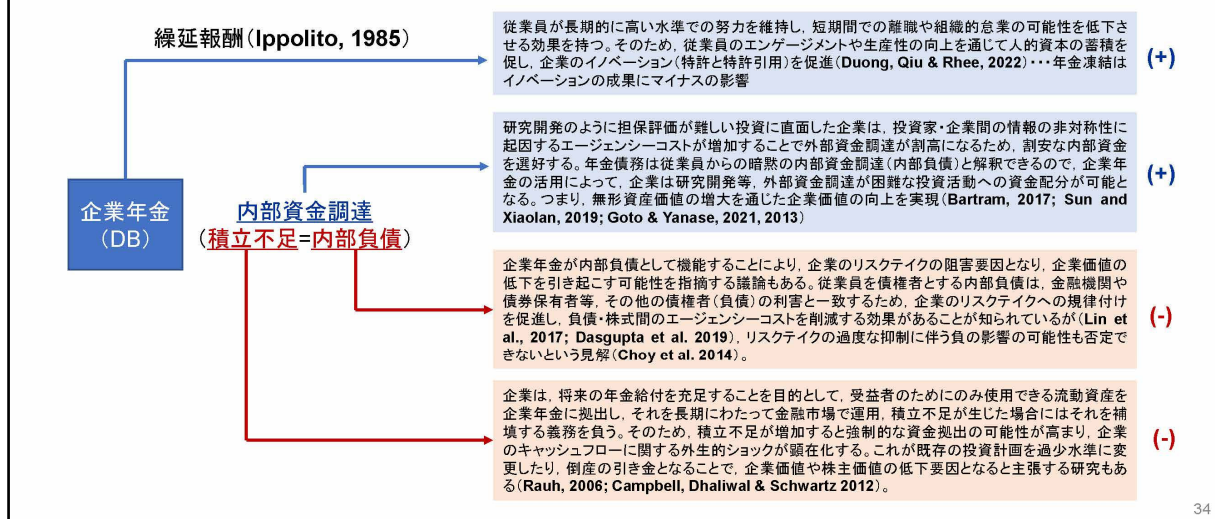 繰延報酬(Ippolito, 1985)
従業員が長期的に高い水準での努力を維持し, 短期間での離職や組織的怠業の可能性を低下さ
せる効果を持つ。そのため, 従業員のエンゲージメントや生産性の向上を通じて人的資本の蓄積を
促し, 企業のイノベーション(特許と特許引用)を促進(Duong, Qiu & Rhee, 2022)・・・年金凍結は
イノベーションの成果にマイナスの影響
(+)
研究開発のように担保評価が難しい投資に直面した企業は, 投資家・企業間の情報の非対称性に
起因するエージェンシーコストが増加することで外部資金調達が割高になるため, 割安な内部資金
を選好する。年金債務は従業員からの暗黙の内部資金調達(内部負債)と解釈できるので, 企業年
金の活用によって, 企業は研究開発等, 外部資金調達が困難な投資活動への資金配分が可能と
なる。つまり, 無形資産価値の増大を通じた企業価値の向上を実現(Bartram, 2017; Sun and
Xiaolan, 2019; Goto & Yanase, 2021, 2013)
(+)
企業年金
(DB)
内部資金調達
(積立不足=内部負債)
企業年金が内部負債として機能することにより, 企業のリスクテイクの阻害要因となり, 企業価値の
低下を引き起こす可能性を指摘する議論もある。従業員を債権者とする内部負債は, 金融機関や
債券保有者等, その他の債権者(負債)の利害と一致するため, 企業のリスクテイクへの規律付け
を促進し, 負債・株式間のエージェンシーコストを削減する効果があることが知られているが(Lin et
al., 2017; Dasgupta et al. 2019), リスクテイクの過度な抑制に伴う負の影響の可能性も否定で
きないという見解(Choy et al. 2014)。
(-)
企業は, 将来の年金給付を充足することを目的として, 受益者のためにのみ使用できる流動資産を
企業年金に拠出し, それを長期にわたって金融市場で運用, 積立不足が生じた場合にはそれを補
填する義務を負う。そのため, 積立不足が増加すると強制的な資金拠出の可能性が高まり, 企業
のキャッシュフローに関する外生的ショックが顕在化する。これが既存の投資計画を過少水準に変
更したり, 倒産の引き金となることで, 企業価値や株主価値の低下要因となると主張する研究もあ
る(Rauh, 2006; Campbell, Dhaliwal & Schwartz 2012)。
(-)
34